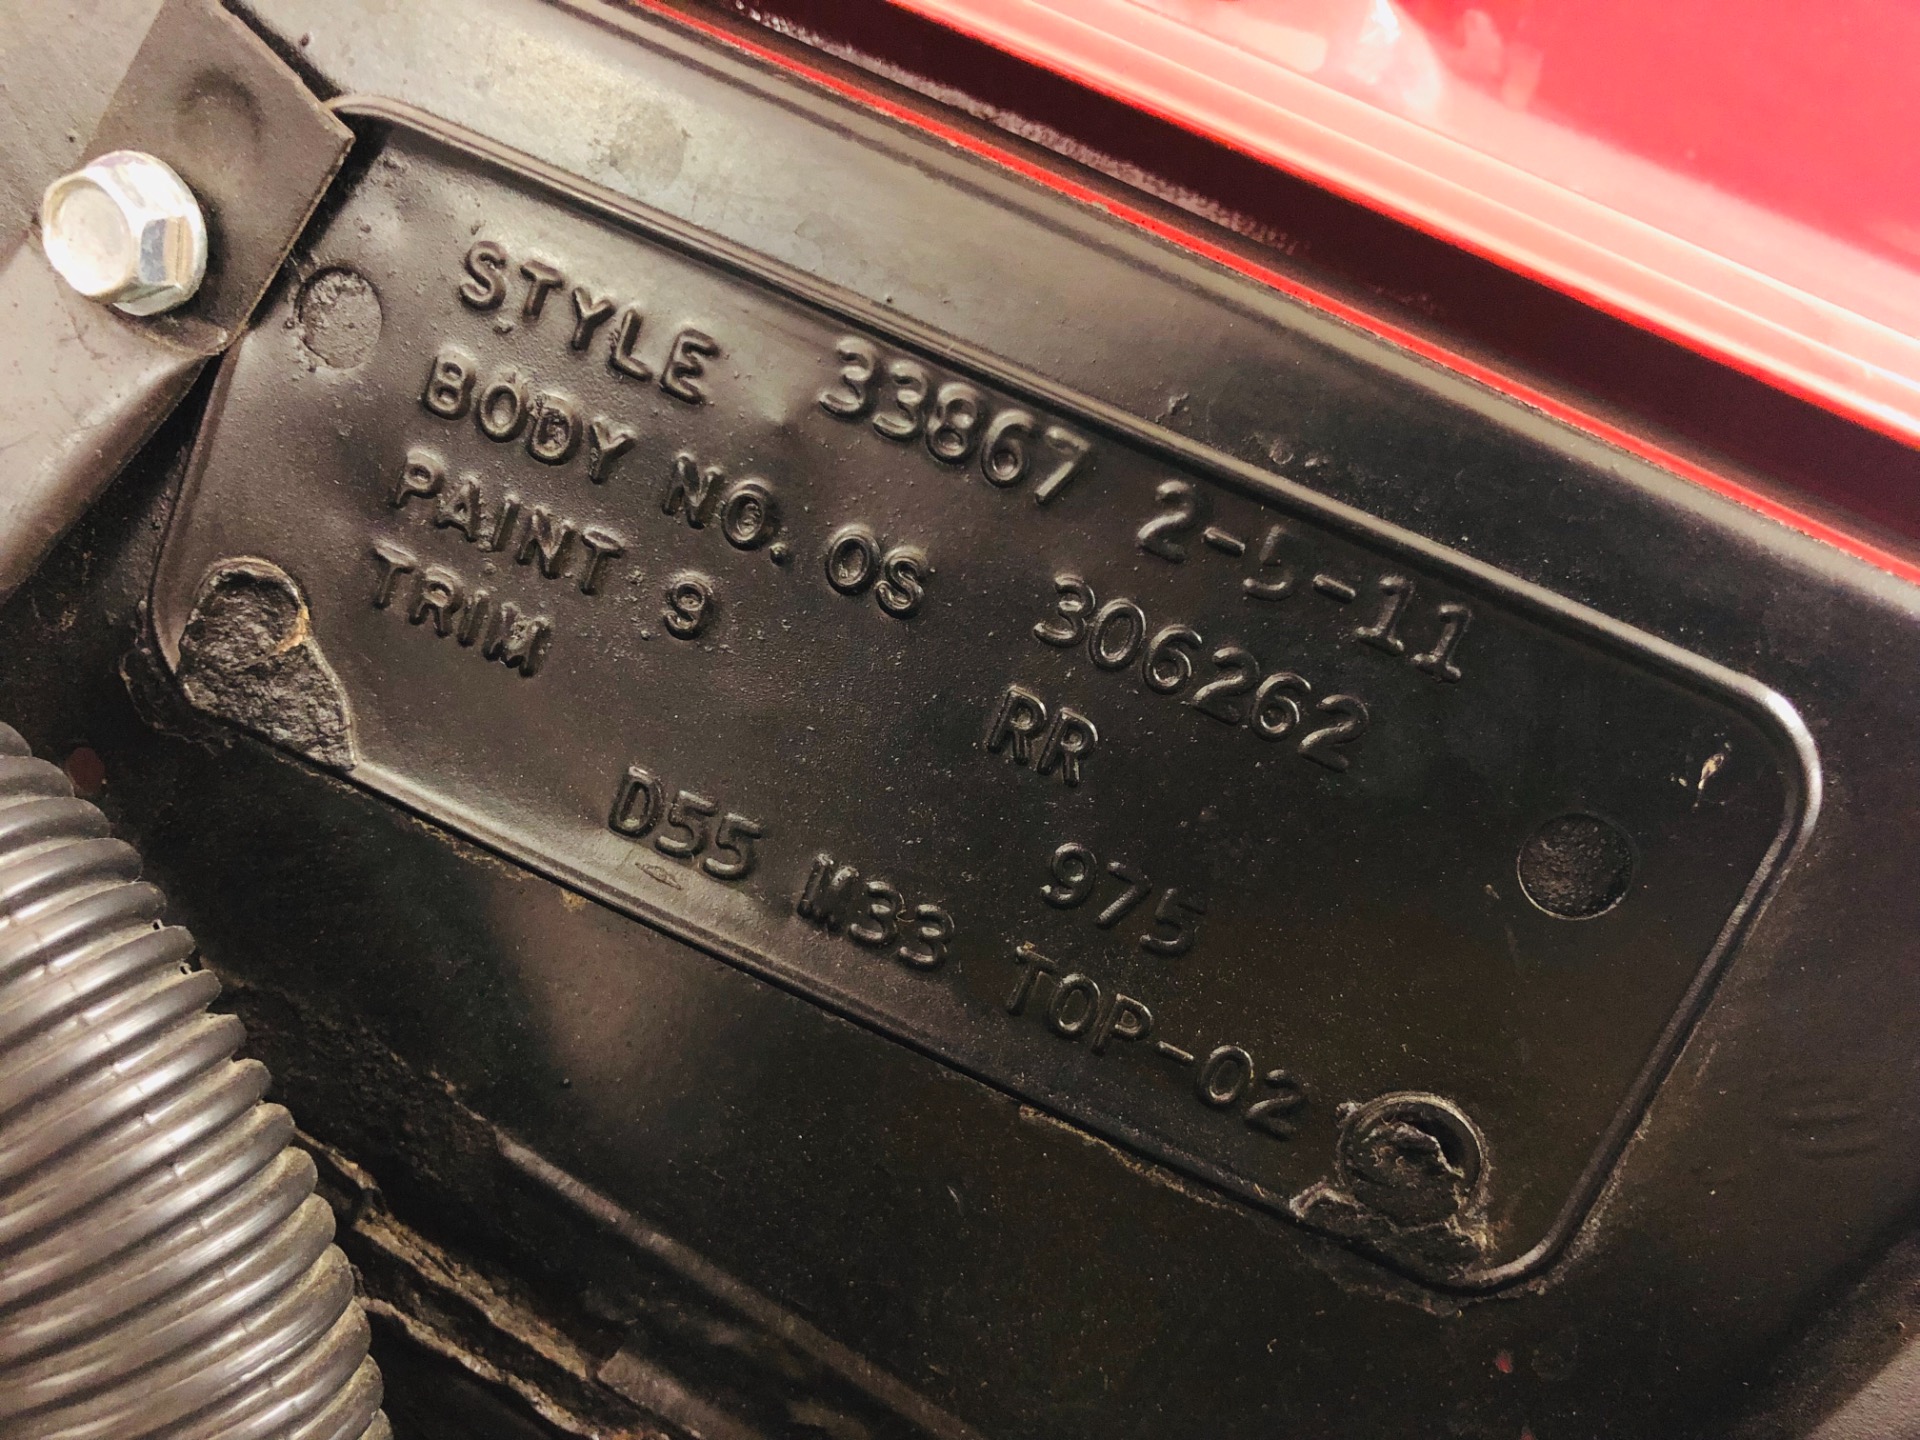 STYLE 33867 2-5-11
BODY NO. OS 306262
PAINT 9 RR
TRIM 975
D55 M33 TOP-02